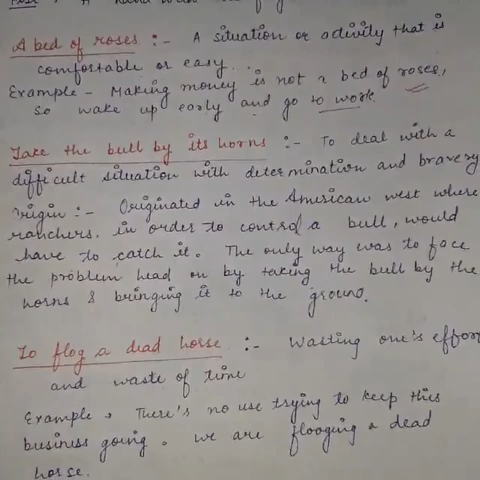 A bed of roses :- A situation or activity that is
comfortable or easy..
Example - Making money is not a bed of roses,
so wake up early and go to work.
Take the bull by its horns :- To deal with a
difficult situation with determination and bravery
Origin :- Originated in the American west where
ranchers, in order to control a bull, would
have to catch it. The only way was to face
the problem head on by taking the bull by the
horns & bringing it to the ground.
To flog a dead horse :- Wasting one's effort
and waste of time
Example, There's no use trying to keep this
business going. We are flooging a dead
horse.